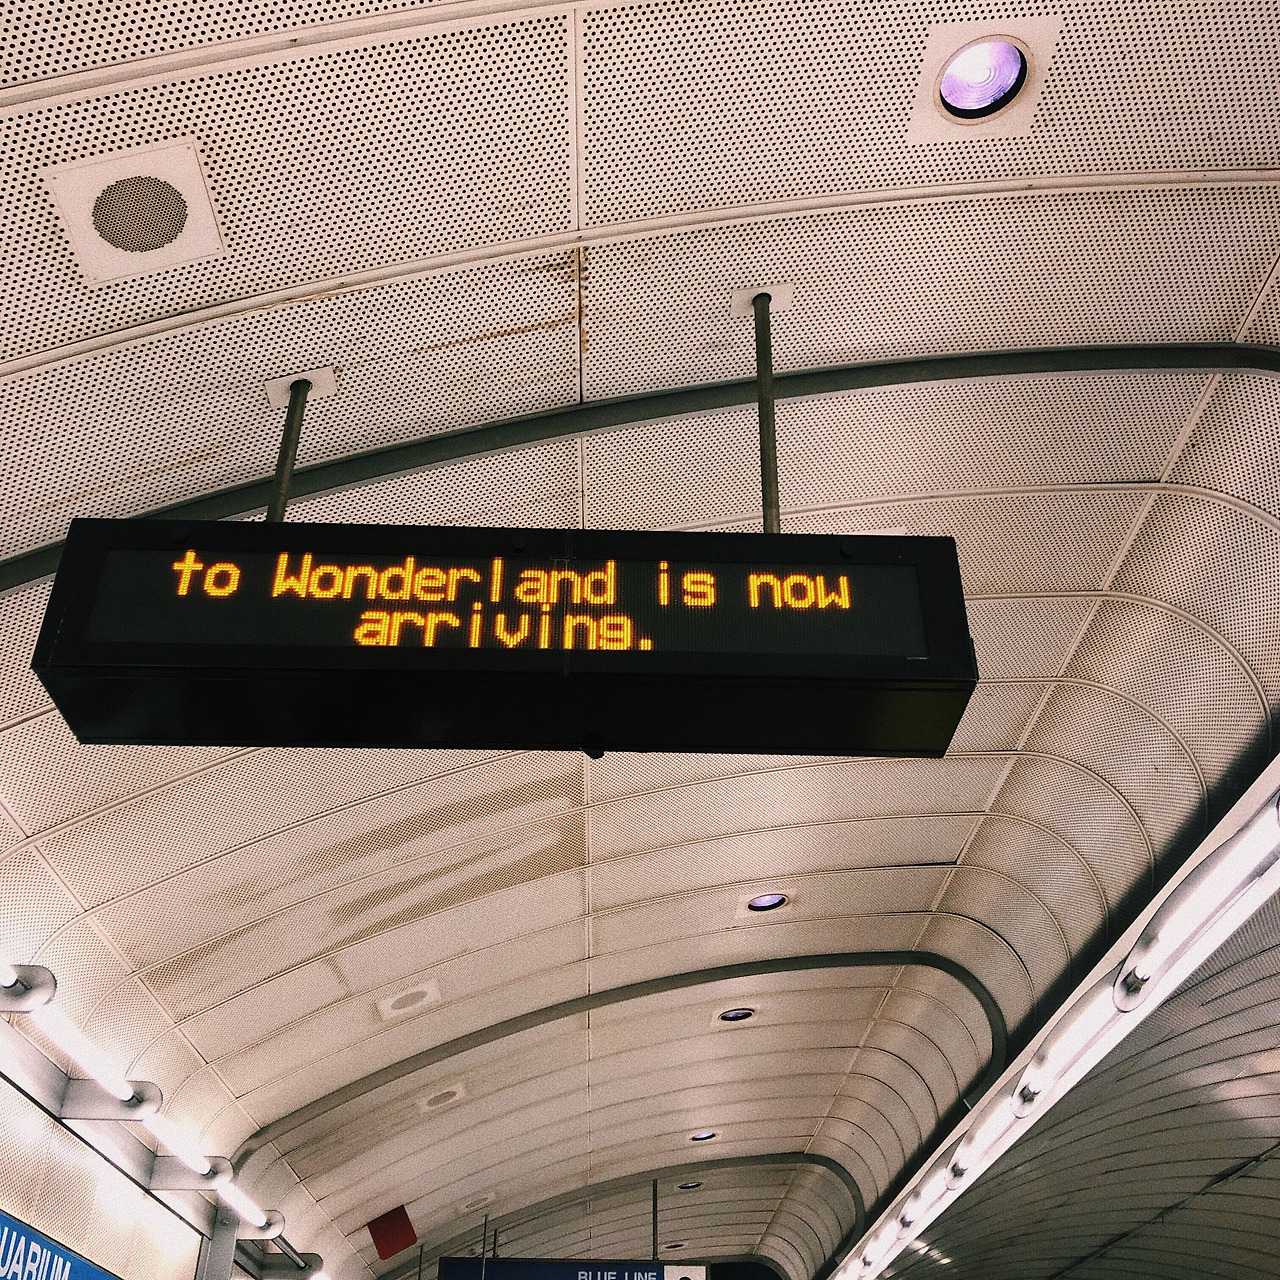 to Wonderland is now
arriving.
UARIUM
BLUE LINE